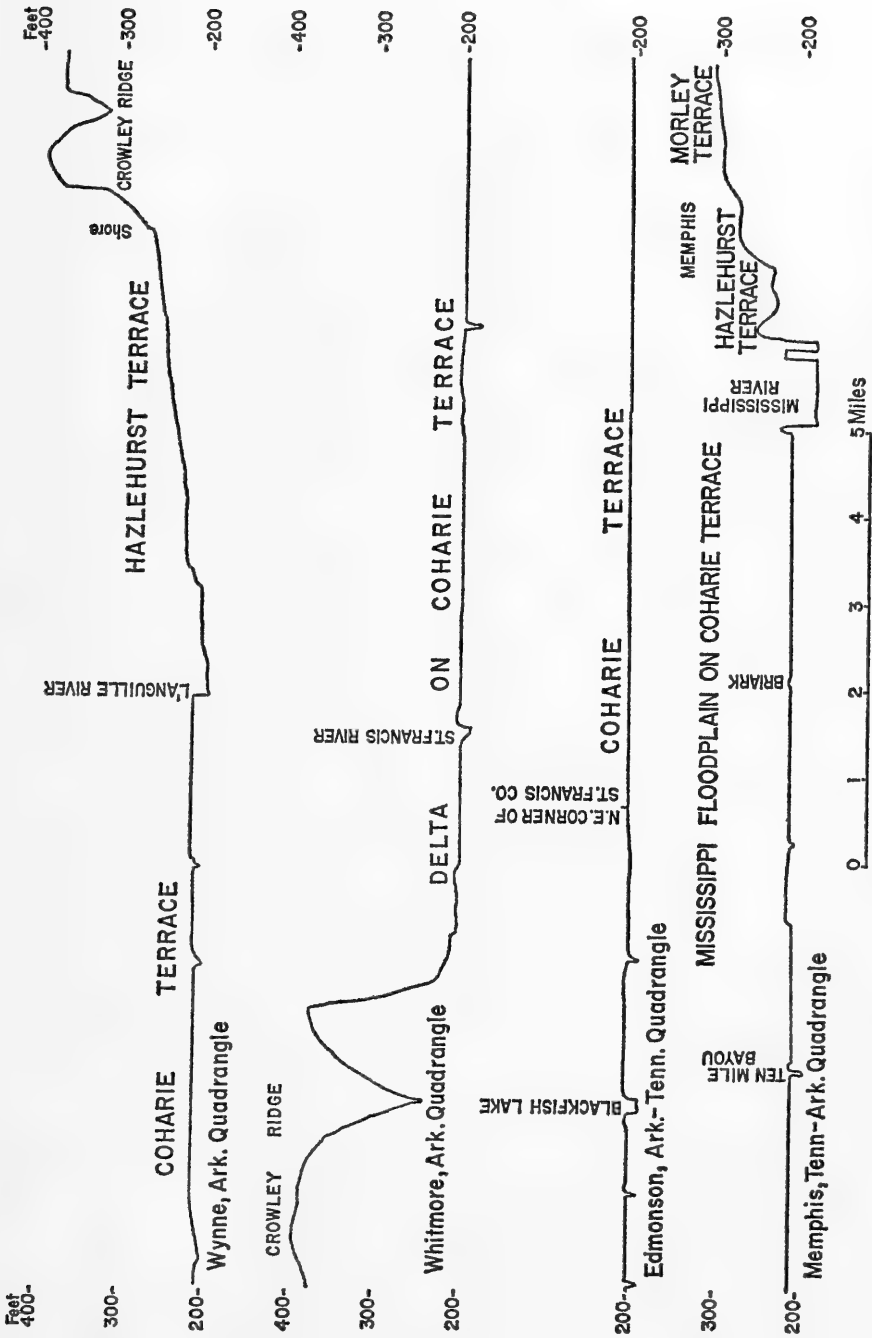 Feet
400-
300-
200-
COHARIE TERRACE
L'ANGUILLE RIVER
HAZLEHURST TERRACE
Shore
CROWLEY RIDGE
Feet
-400
-300
-200
Wynne, Ark. Quadrangle
400-
300-
200-
CROWLEY RIDGE
DELTA ON COHARIE TERRACE
ST.FRANCIS RIVER
-200
Whitmore, Ark. Quadrangle
200-
BLACKFISH LAKE
N.E. CORNER OF
ST. FRANCIS CO.
COHARIE TERRACE
-200
Edmonson, Ark.-Tenn. Quadrangle
300-
200-
TEN MILE
BAYOU
MISSISSIPPI FLOODPLAIN ON COHARIE TERRACE
BRIARK
MISSISSIPPI
RIVER
HAZLEHURST
TERRACE
MEMPHIS
MORLEY
TERRACE
-300
-200
Memphis, Tenn-Ark. Quadrangle
0 1 2 3 4 5 Miles